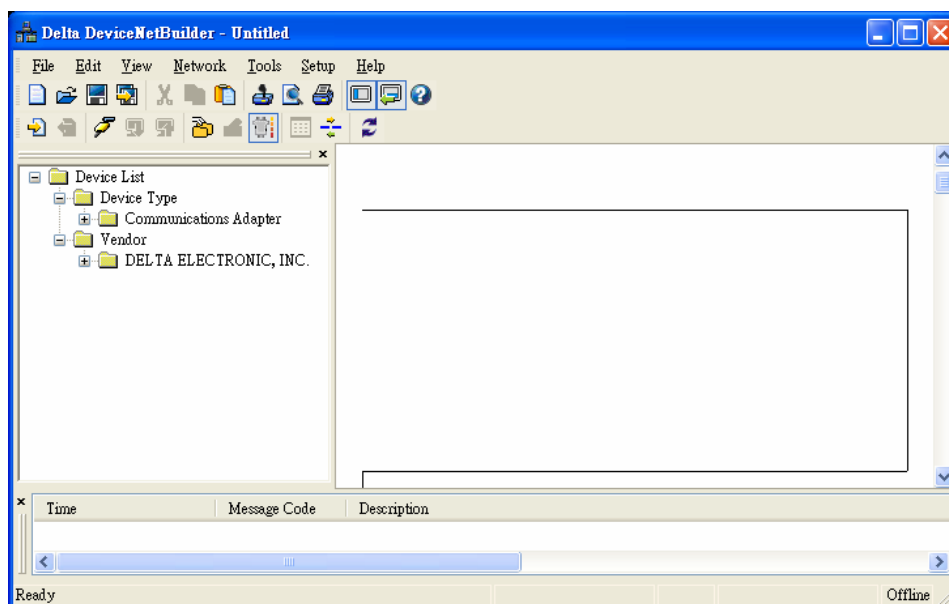 Delta DeviceNetBuilder - Untitled
File Edit View Network Tools Setup Help
Device List
Device Type
Communications Adapter
Vendor
DELTA ELECTRONIC, INC.
Time Message Code Description
Ready Offline